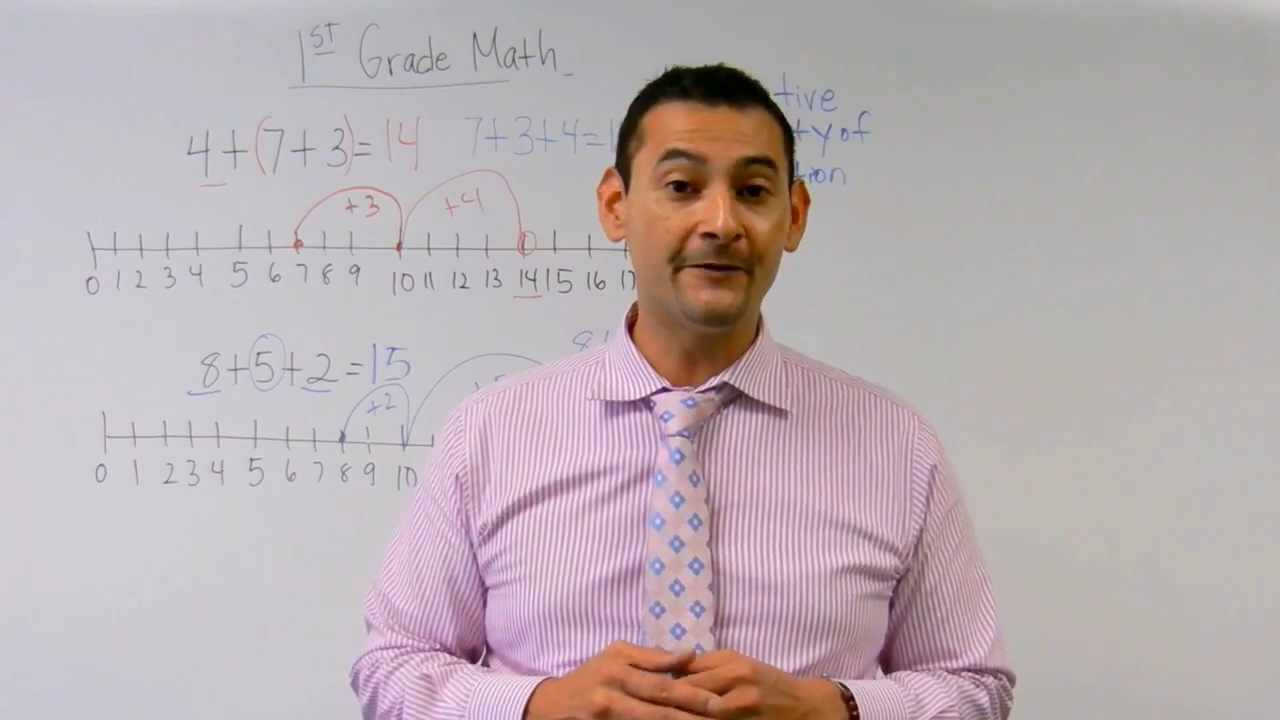 1ST Grade Math
4+(7+3)=14
7+3+4=1
tive
ty of
tion
+3 +4
0 1 2 3 4 5 6 7 8 9 10 11 12 13 14 15 16 17
8+5+2=15
+2
0 1 2 3 4 5 6 7 8 9 10